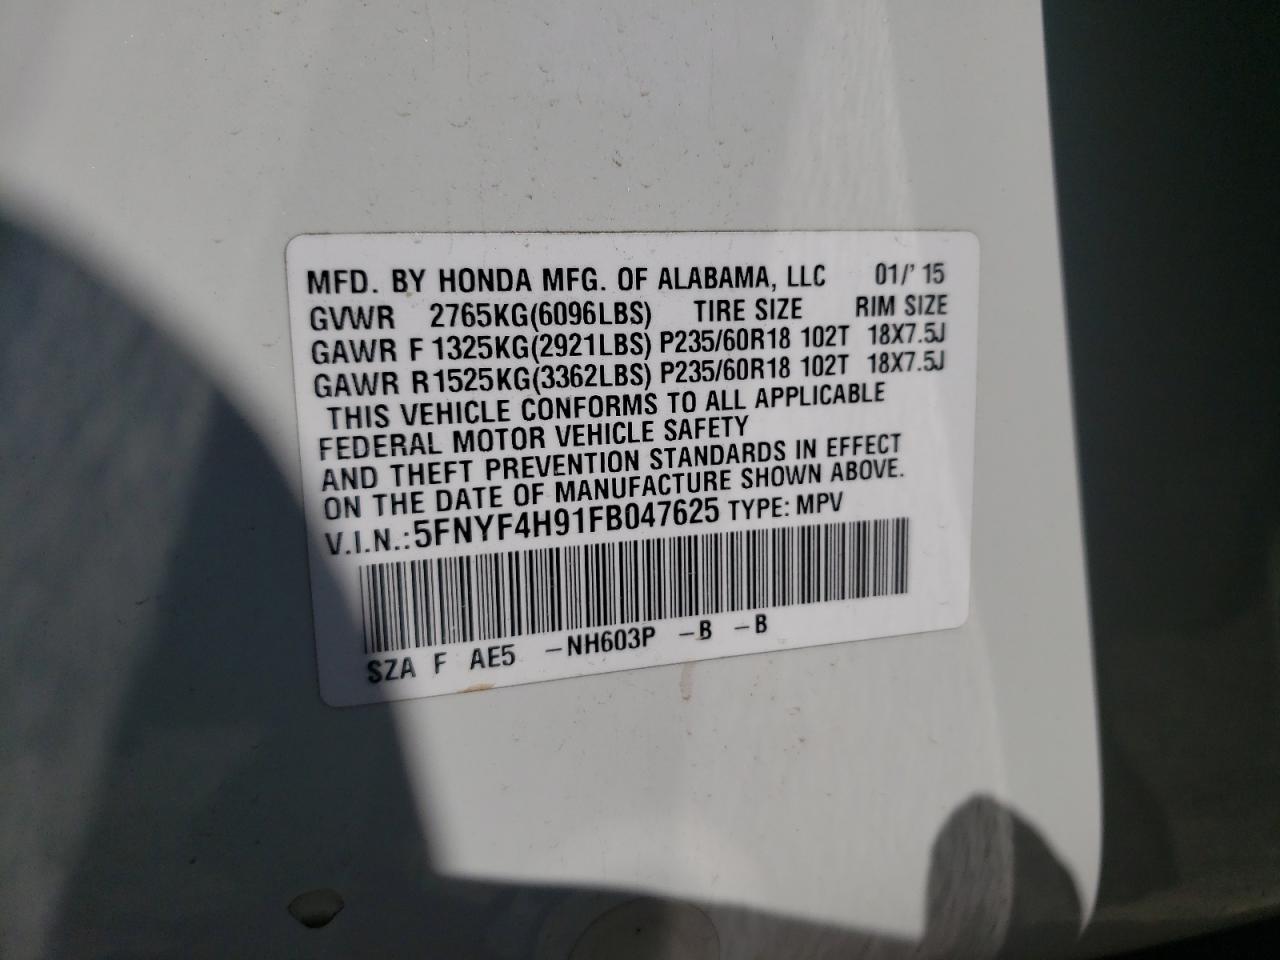 MFD. BY HONDA MFG. OF ALABAMA, LLC 01/'15
GVWR 2765KG(6096LBS) TIRE SIZE RIM SIZE
GAWR F 1325KG(2921LBS) P235/60R18 102T 18X7.5J
GAWR R1525KG(3362LBS) P235/60R18 102T 18X7.5J
THIS VEHICLE CONFORMS TO ALL APPLICABLE
FEDERAL MOTOR VEHICLE SAFETY
AND THEFT PREVENTION STANDARDS IN EFFECT
ON THE DATE OF MANUFACTURE SHOWN ABOVE.
V.I.N.:5FNYF4H91FB047625 TYPE: MPV
SZA F AE5 -NH603P -B -B